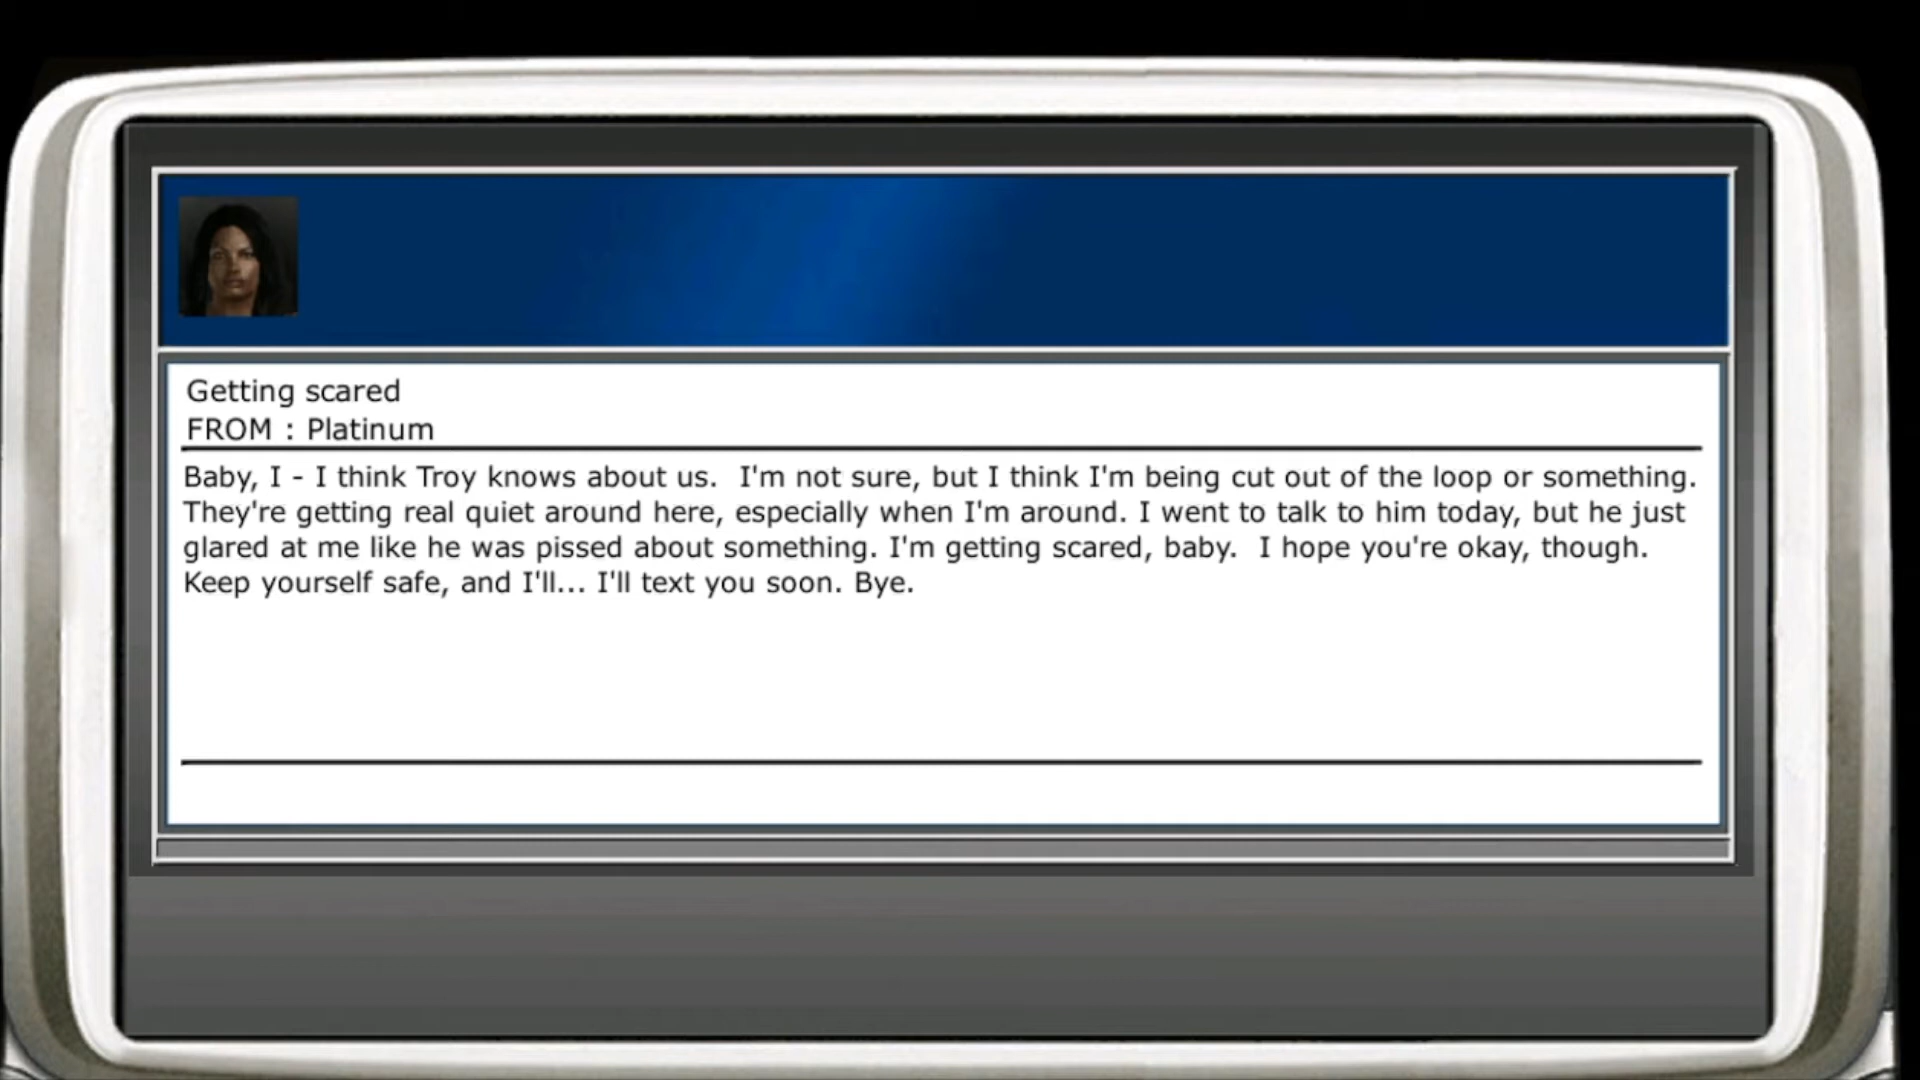 Getting scared
FROM : Platinum
Baby, I - I think Troy knows about us.  I'm not sure, but I think I'm being cut out of the loop or something.
They're getting real quiet around here, especially when I'm around. I went to talk to him today, but he just
glared at me like he was pissed about something. I'm getting scared, baby.  I hope you're okay, though.
Keep yourself safe, and I'll... I'll text you soon. Bye.